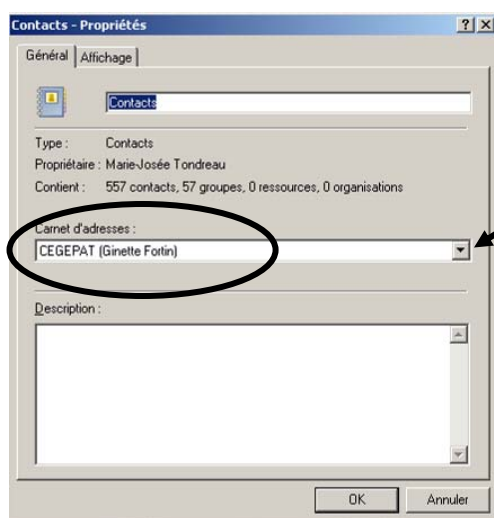 Contacts - Propriétés
Général Affichage
Contacts
Type : Contacts
Propriétaire : Marie-Josée Tondreau
Contient : 557 contacts, 57 groupes, 0 ressources, 0 organisations
Carnet d'adresses :
CEGEPAT (Ginette Fortin)
Description :
OK Annuler